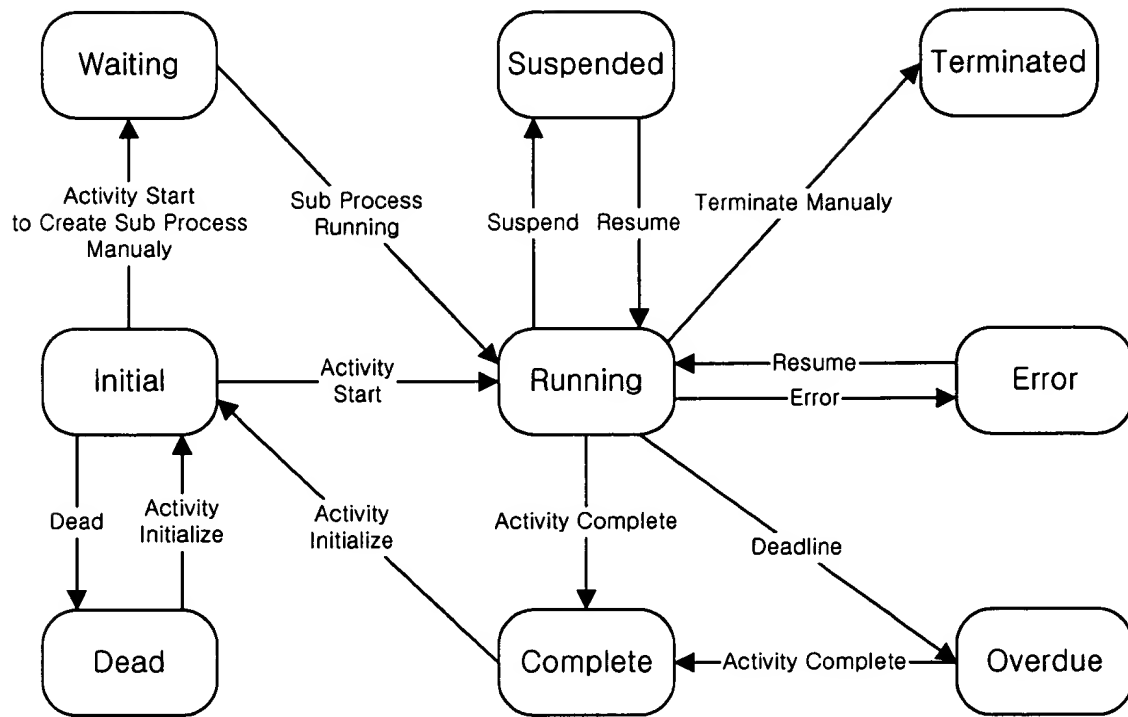 Waiting
Suspended
Terminated
Activity Start
to Create Sub Process
Manualy
Sub Process
Running
Suspend
Resume
Terminate Manualy
Initial
Activity
Start
Running
Resume
Error
Error
Dead
Activity
Initialize
Activity
Initialize
Activity Complete
Deadline
Dead
Complete
Activity Complete
Overdue